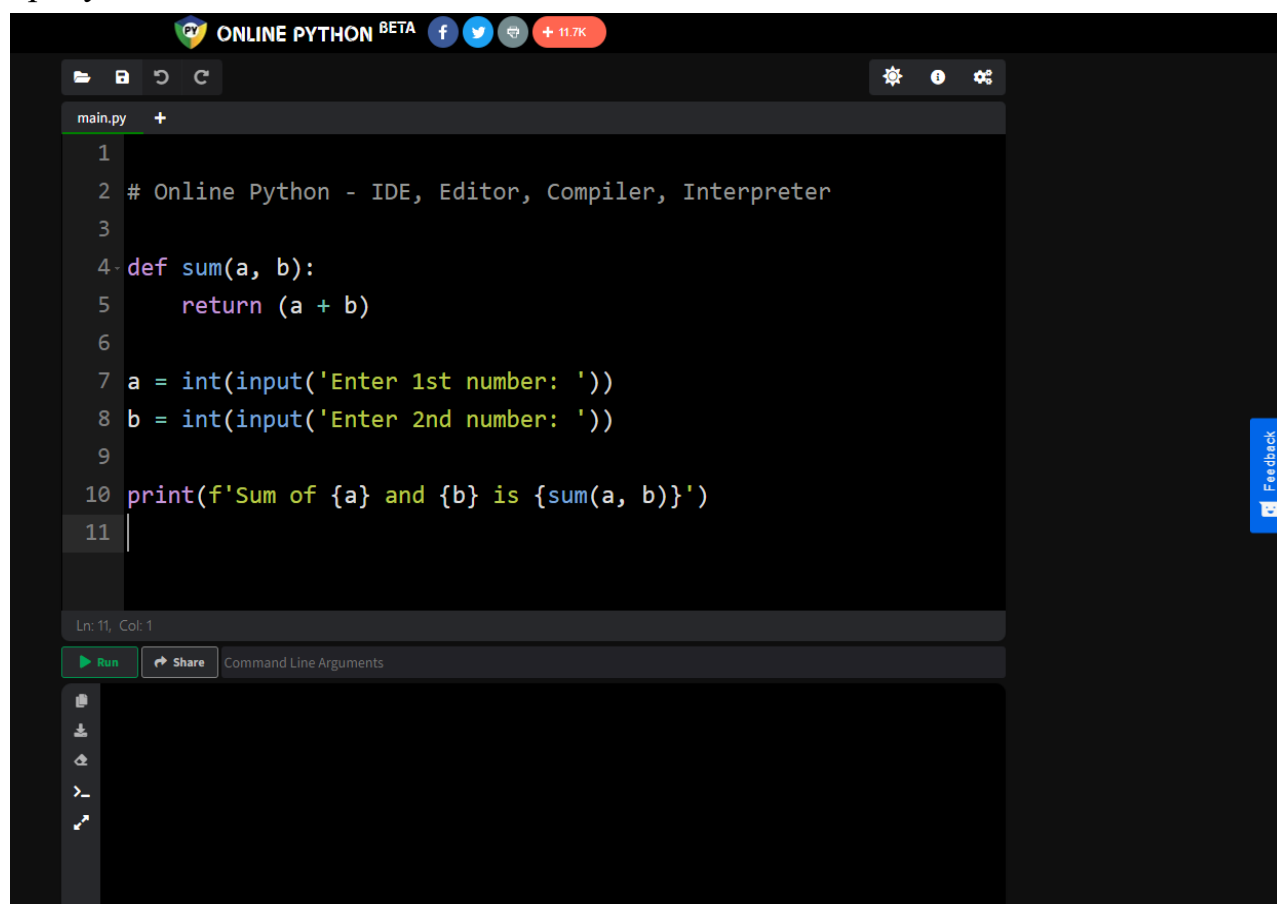 PY ONLINE PYTHON BETA f + 11.7K
main.py +
1
2 # Online Python - IDE, Editor, Compiler, Interpreter
3
4 def sum(a, b):
5     return (a + b)
6
7 a = int(input('Enter 1st number: '))
8 b = int(input('Enter 2nd number: '))
9
10 print(f'Sum of {a} and {b} is {sum(a, b)}')
11
Ln: 11, Col: 1
Run Share Command Line Arguments
Feedback